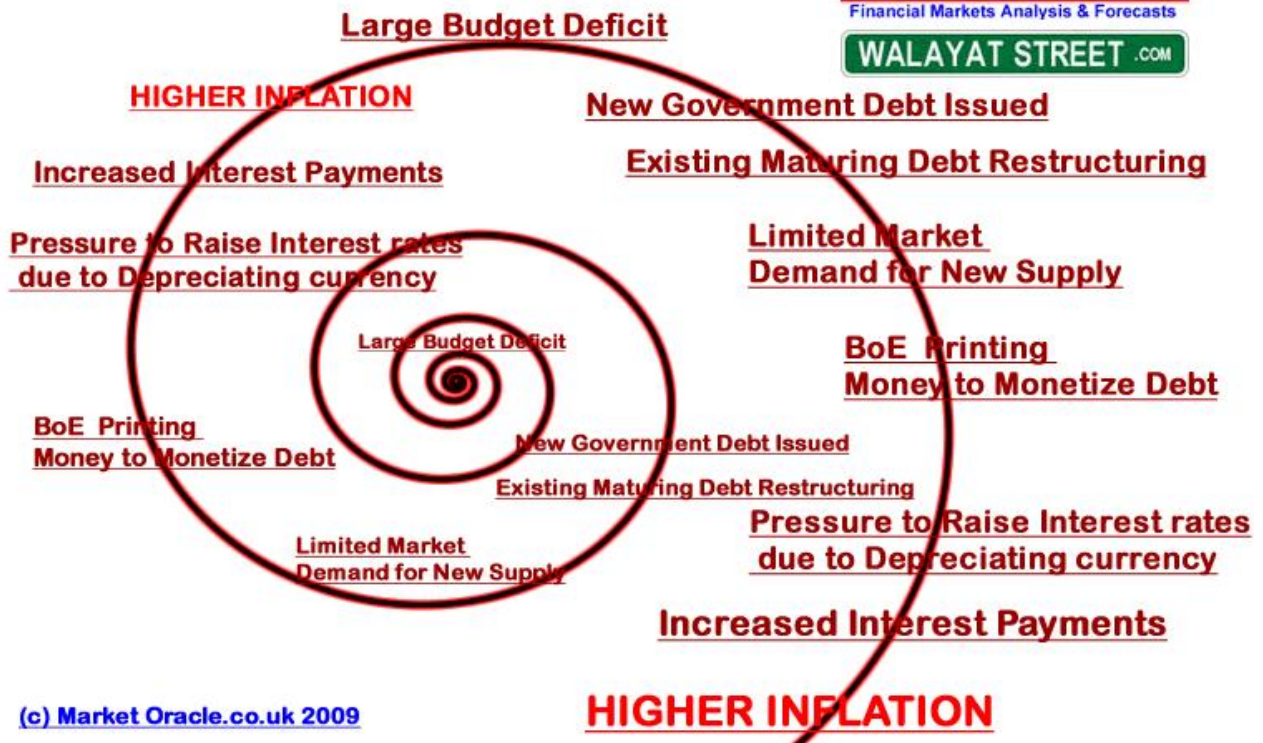 Large Budget Deficit
Financial Markets Analysis & Forecasts
WALAYAT STREET .COM
HIGHER INFLATION
New Government Debt Issued
Increased Interest Payments
Existing Maturing Debt Restructuring
Pressure to Raise Interest rates
due to Depreciating currency
Limited Market
Demand for New Supply
Large Budget Deficit
BoE Printing
Money to Monetize Debt
BoE Printing
Money to Monetize Debt
New Government Debt Issued
Existing Maturing Debt Restructuring
Limited Market
Demand for New Supply
Pressure to Raise Interest rates
due to Depreciating currency
Increased Interest Payments
HIGHER INFLATION
(c) Market Oracle.co.uk 2009